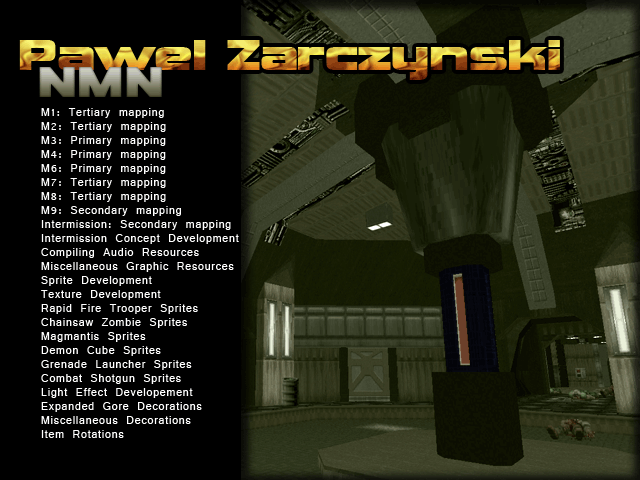 Pawel Zarczynski
NMN
M1: Tertiary mapping
M2: Tertiary mapping
M3: Primary mapping
M4: Primary mapping
M6: Primary mapping
M7: Tertiary mapping
M8: Tertiary mapping
M9: Secondary mapping
Intermission: Secondary mapping
Intermission Concept Development
Compiling Audio Resources
Miscellaneous Graphic Resources
Sprite Development
Texture Development
Rapid Fire Trooper Sprites
Chainsaw Zombie Sprites
Magmantis Sprites
Demon Cube Sprites
Grenade Launcher Sprites
Combat Shotgun Sprites
Light Effect Developement
Expanded Gore Decorations
Miscellaneous Decorations
Item Rotations